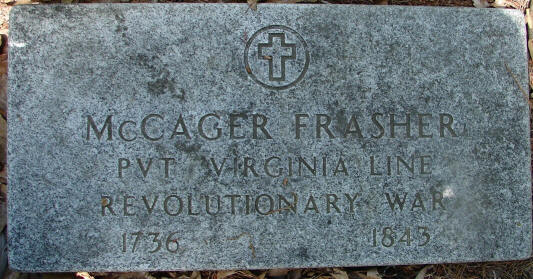 McCAGER FRASHER
PVT VIRGINIA LINE
REVOLUTIONARY WAR
1736 1843